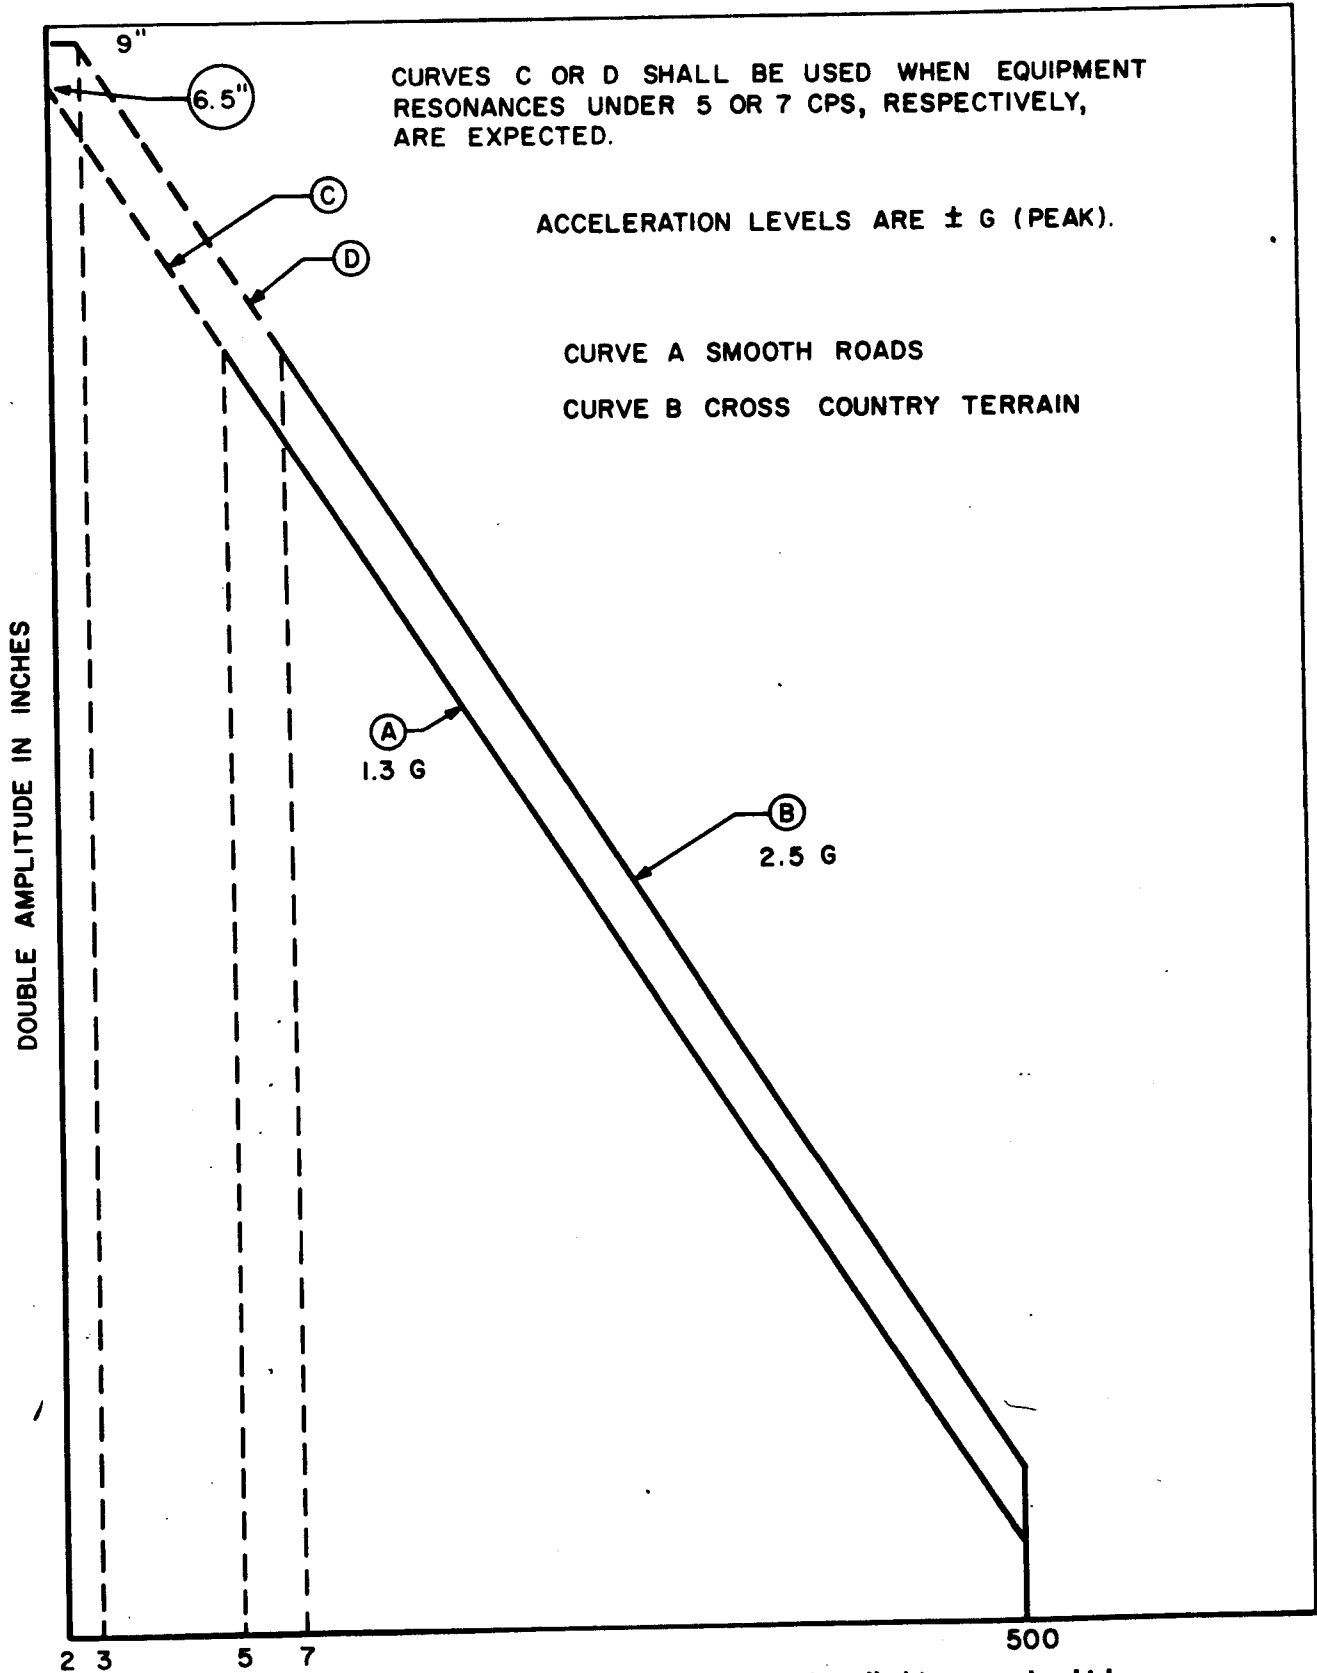 9"
6.5"
CURVES C OR D SHALL BE USED WHEN EQUIPMENT
RESONANCES UNDER 5 OR 7 CPS, RESPECTIVELY,
ARE EXPECTED.
C
ACCELERATION LEVELS ARE ± G (PEAK).
D
CURVE A SMOOTH ROADS
CURVE B CROSS COUNTRY TERRAIN
DOUBLE AMPLITUDE IN INCHES
A
1.3 G
B
2.5 G
2 3 5 7 500